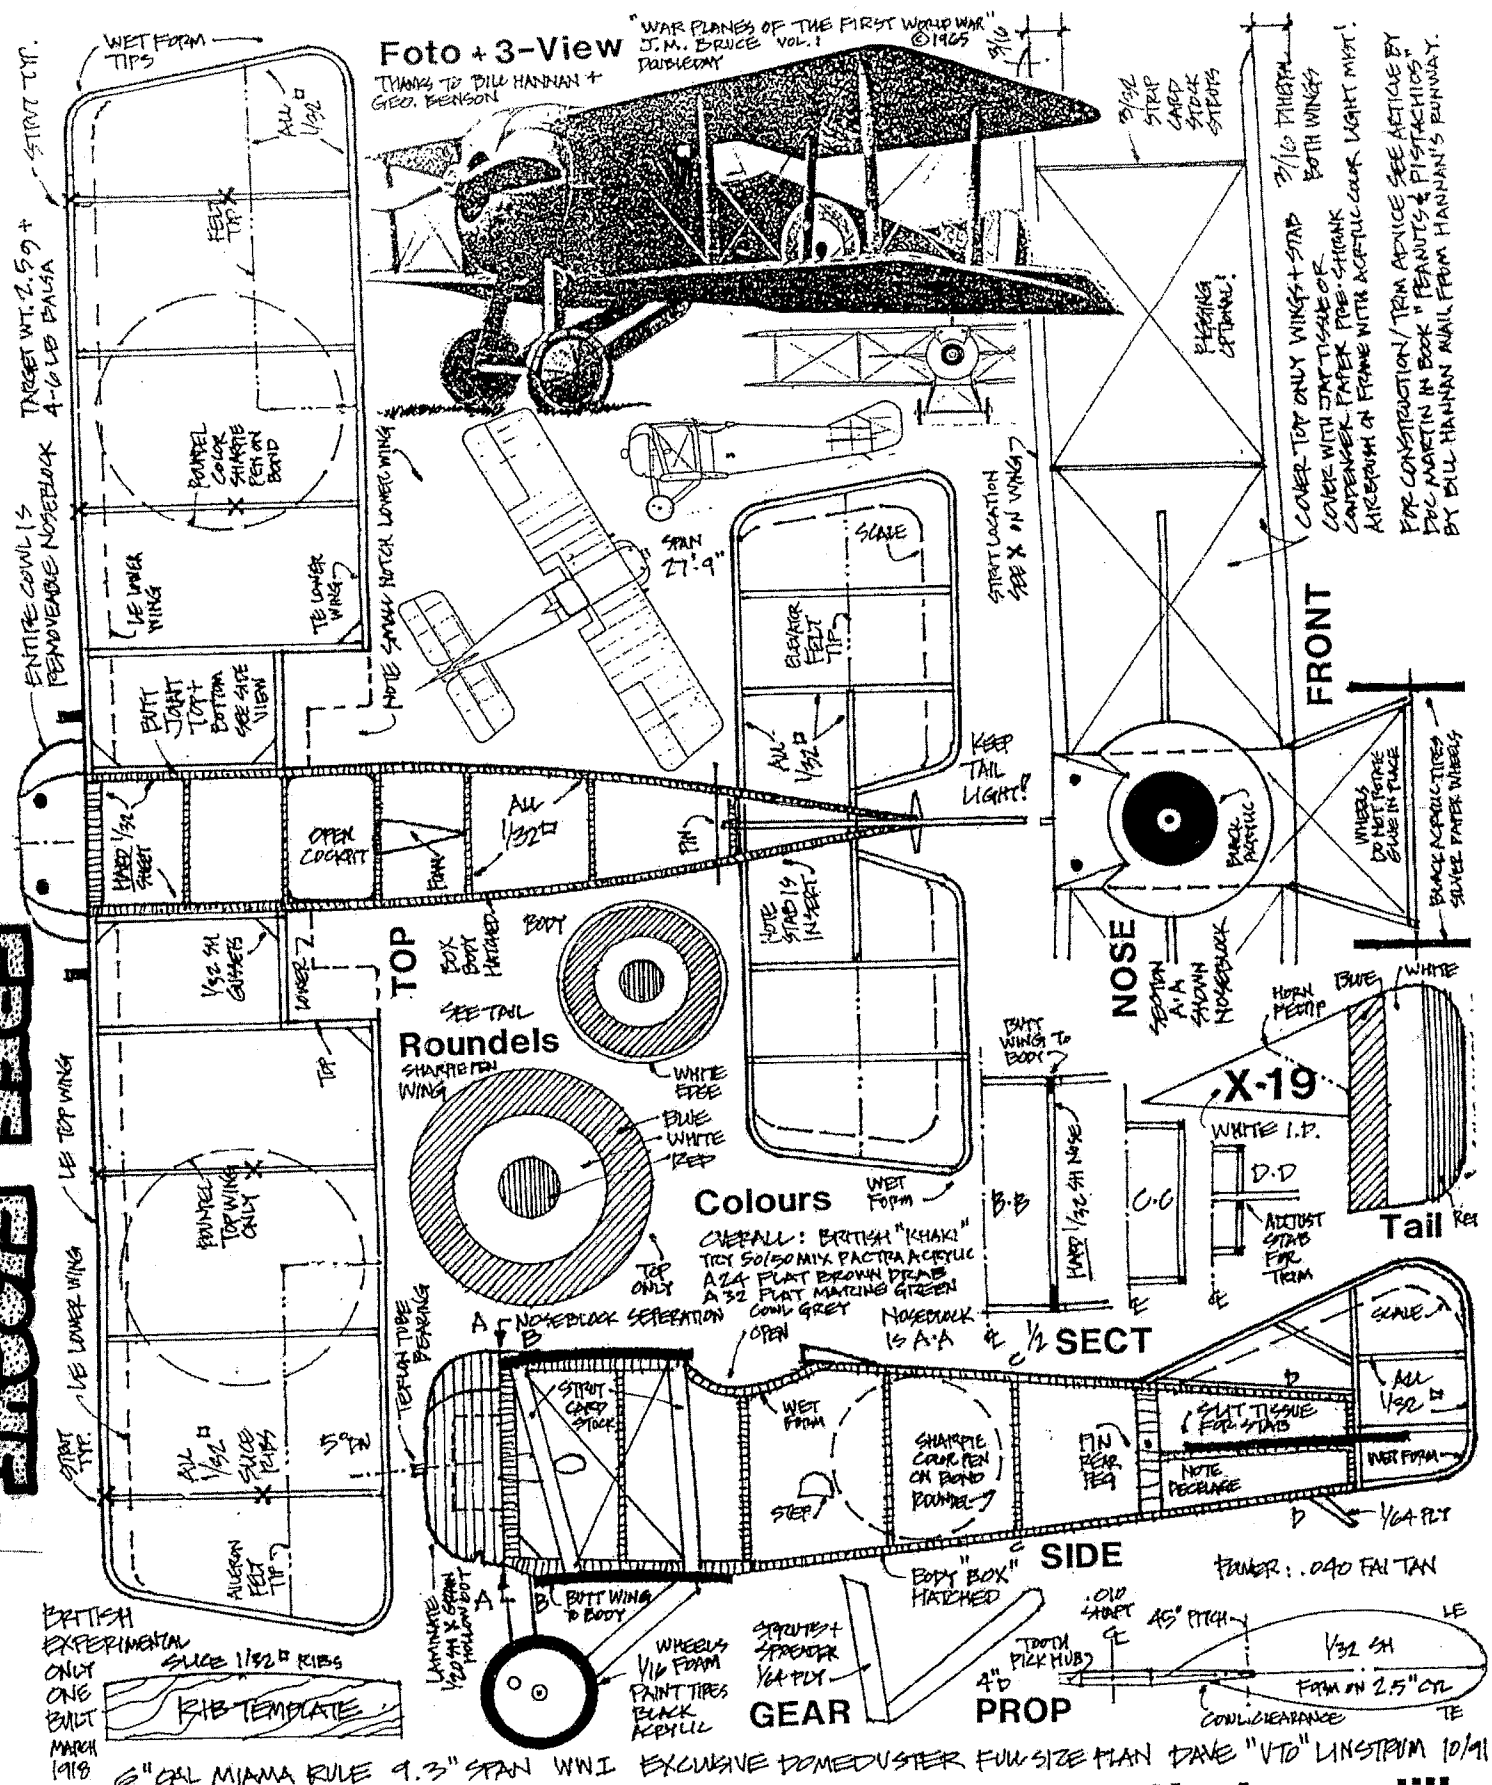 WET FORM
TIPS
Foto + 3-View
THANKS TO BILL HANNAN +
GEO. BENSON
"WAR PLANES OF THE FIRST WORLD WAR"
J.M. BRUCE VOL. 1
©1965
DOUBLEDAY
3/16
3/32
STRIP
CARD
STOCK
STRUTS
3/16 DIHEDRAL
BOTH WINGS
STRUT TYP.
TARGET WT. 2.5g +
4-6 LB BALSA
ENTIRE COWL IS
REMOVEABLE NOSEBLOCK
ALL
1/32 □
FELT
TIP
ROUNDEL
COLOR
SHARPIE
PEN ON
BOND
LE LOWER
WING
TE LOWER
WING
NOTE SMALL NOTCH LOWER WING
BUTT
JOINT
TOP +
BOTTOM
SEE SIDE
VIEW
SPAN
27'-9"
SCALE
ELEVATOR
FELT
TIP
ALL
1/32 □
STRUT LOCATION
SEE X ON WING
RIGGING
OPTIONAL!
COVER TOP ONLY WINGS + STAB
COVER WITH JAP TISSUE OR
CONDENSER PAPER PRE-SHRANK
AIRBRUSH ON FRAME WITH ACRYLIC COLOR LIGHT MIST!
FOR CONSTRUCTION/TRIM ADVICE SEE ARTICLE BY
DOC MARTIN IN BOOK "PEANUTS & PISTACHIOS"
BY BILL HANNAN AVAIL FROM HANNAN'S RUNWAY.
FRONT
KEEP
TAIL
LIGHT!
HARD 1/32
SHEET
OPEN
COCKPIT
FOAM
ALL
1/32 □
PIN
NOTE
STAB IS
INSERT
BLACK
ACRYLIC
WHEELS
DO NOT ROTATE
GLUE IN PLACE
BLACK ACRYLIC TIRES
SILVER PAPER WHEELS
1/32 SH
GUSSETS
LOWER
TOP
TOP
BOX
BODY
HATCHED
BODY
SEE TAIL
Roundels
SHARPIE PEN
WING
WHITE
EDGE
BLUE
WHITE
RED
TOP
ONLY
NOSE
SECTION
A·A
SHOWN
NOSEBLOCK
BUTT
WING TO
BODY
HORN
BLUE
WHITE
X-19
WHITE I.D.
Tail
LE TOP WING
LE LOWER WING
STRUT
TYP.
ROUNDEL
TOP WING
ONLY
ALL
1/32 □
SLICE
RIBS
5° DN
AILERON
FELT
TIP
WET
FORM
Colours
OVERALL: BRITISH "KHAKI"
TRY 50/50 MIX PACTRA ACRYLIC
A24 FLAT BROWN DRAB
A32 FLAT MARINE GREEN
COWL GREY
B·B
HARD 1/32 SH NOSE
C·C
D·D
ADJUST
STAB
FOR
TRIM
NOSEBLOCK
IS A·A
1/2 SECT
TEFLON TUBE
BEARING
A
NOSEBLOCK SEPERATION
B
OPEN
C
STRUT
CARD
STOCK
WET
FORM
STEP
SHARPIE
COLOR PEN
ON BOND
ROUNDEL
PIN
REAR
PEG
D
SLIT TISSUE
FOR STAB
NOTE
DECELAGE
SCALE
ALL
1/32 □
WET FORM
D
1/64 PLY
SIDE
POWER: .040 FAI TAN
A
B
BUTT WING
TO BODY
BODY "BOX"
HATCHED
LAMINATE
1/20 SH X GRAIN
HOLLOW OUT
BRITISH
EXPERIMENTAL
ONLY
ONE
BUILT
MARCH
1918
SLICE 1/32 □ RIBS
RIB TEMPLATE
WHEELS
1/16 FOAM
PAINT TIRES
BLACK
ACRYLIC
STRUTS +
SPREADER
1/64 PLY
GEAR
.010
SHAFT
45° PITCH
TOOTH
PICK HUB
4"D
PROP
1/32 SH
FORM ON 2.5" CYL
LE
TE
COWL CLEARANCE
6" CAL MIAMA RULE 9.3" SPAN WWI EXCLUSIVE DOMEDUSTER FULL SIZE PLAN DAVE "VTO" LINSTRUM 10/91